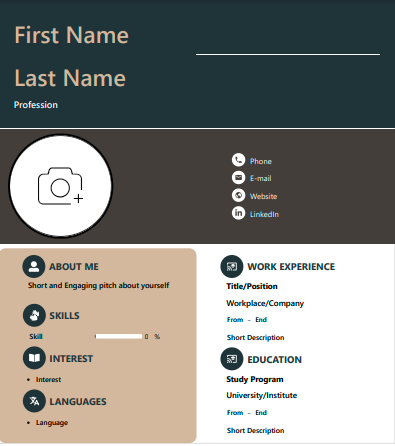 First Name
Last Name
Profession
Phone
E-mail
Website
LinkedIn
ABOUT ME
Short and Engaging pitch about yourself
SKILLS
Skill 0 %
INTEREST
• Interest
LANGUAGES
• Language
WORK EXPERIENCE
Title/Position
Workplace/Company
From – End
Short Description
EDUCATION
Study Program
University/Institute
From – End
Short Description